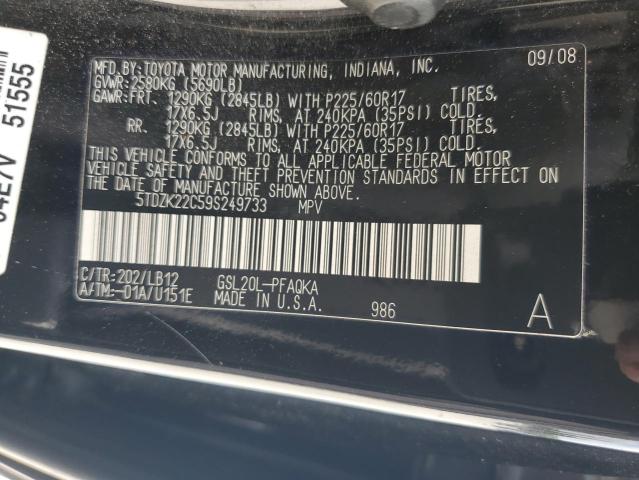 MFD.BY:TOYOTA MOTOR MANUFACTURING, INDIANA, INC. 09/08
GVWR:2580KG (5690LB)
GAWR:FRT. 1290KG (2845LB) WITH P225/60R17 TIRES,
17X6.5J RIMS, AT 240KPA (35PSI) COLD.
RR. 1290KG (2845LB) WITH P225/60R17 TIRES,
17X6.5J RIMS, AT 240KPA (35PSI) COLD.
THIS VEHICLE CONFORMS TO ALL APPLICABLE FEDERAL MOTOR
VEHICLE SAFETY AND THEFT PREVENTION STANDARDS IN EFFECT ON
THE DATE OF MANUFACTURE SHOWN ABOVE.
5TDZK22C59S249733 MPV
C/TR:202/LB12 GSL20L-PFAQKA
A/TM:-01A/U151E MADE IN U.S.A. 986 A
51555